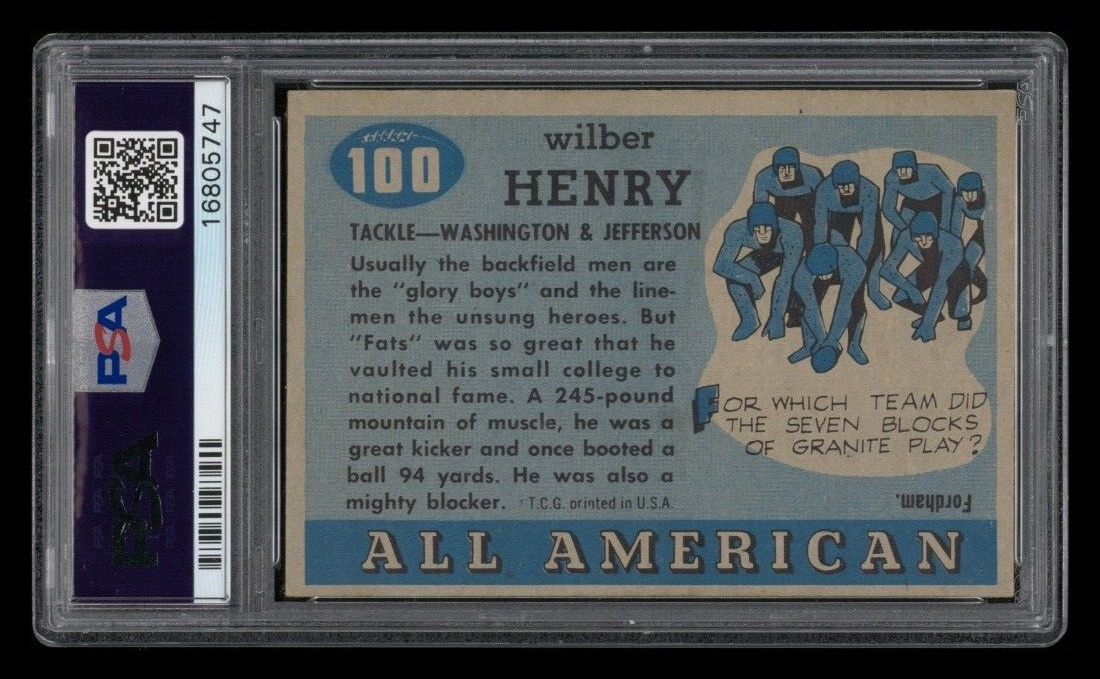 16805747
PSA
PSA
100
wilber
HENRY
TACKLE—WASHINGTON & JEFFERSON
Usually the backfield men are
the "glory boys" and the line-
men the unsung heroes. But
"Fats" was so great that he
vaulted his small college to
national fame. A 245-pound
mountain of muscle, he was a
great kicker and once booted a
ball 94 yards. He was also a
mighty blocker. T.C.G. printed in U.S.A.
FOR WHICH TEAM DID
THE SEVEN BLOCKS
OF GRANITE PLAY?
Fordham.
ALL AMERICAN